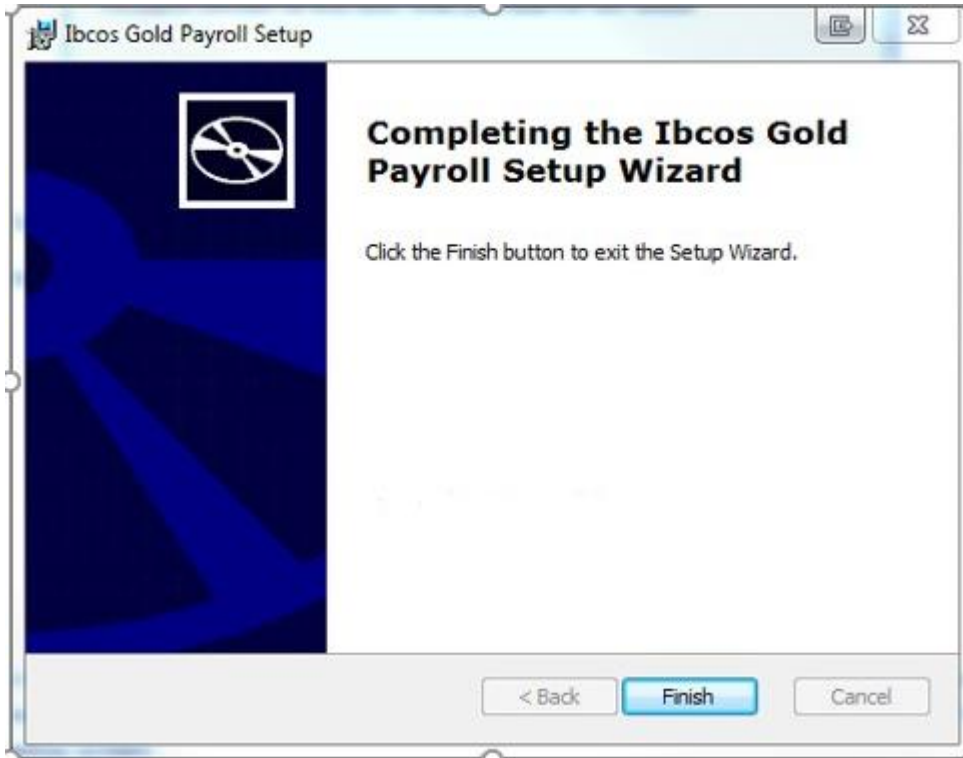 Ibcos Gold Payroll Setup
Completing the Ibcos Gold
Payroll Setup Wizard
Click the Finish button to exit the Setup Wizard.
< Back Finish Cancel